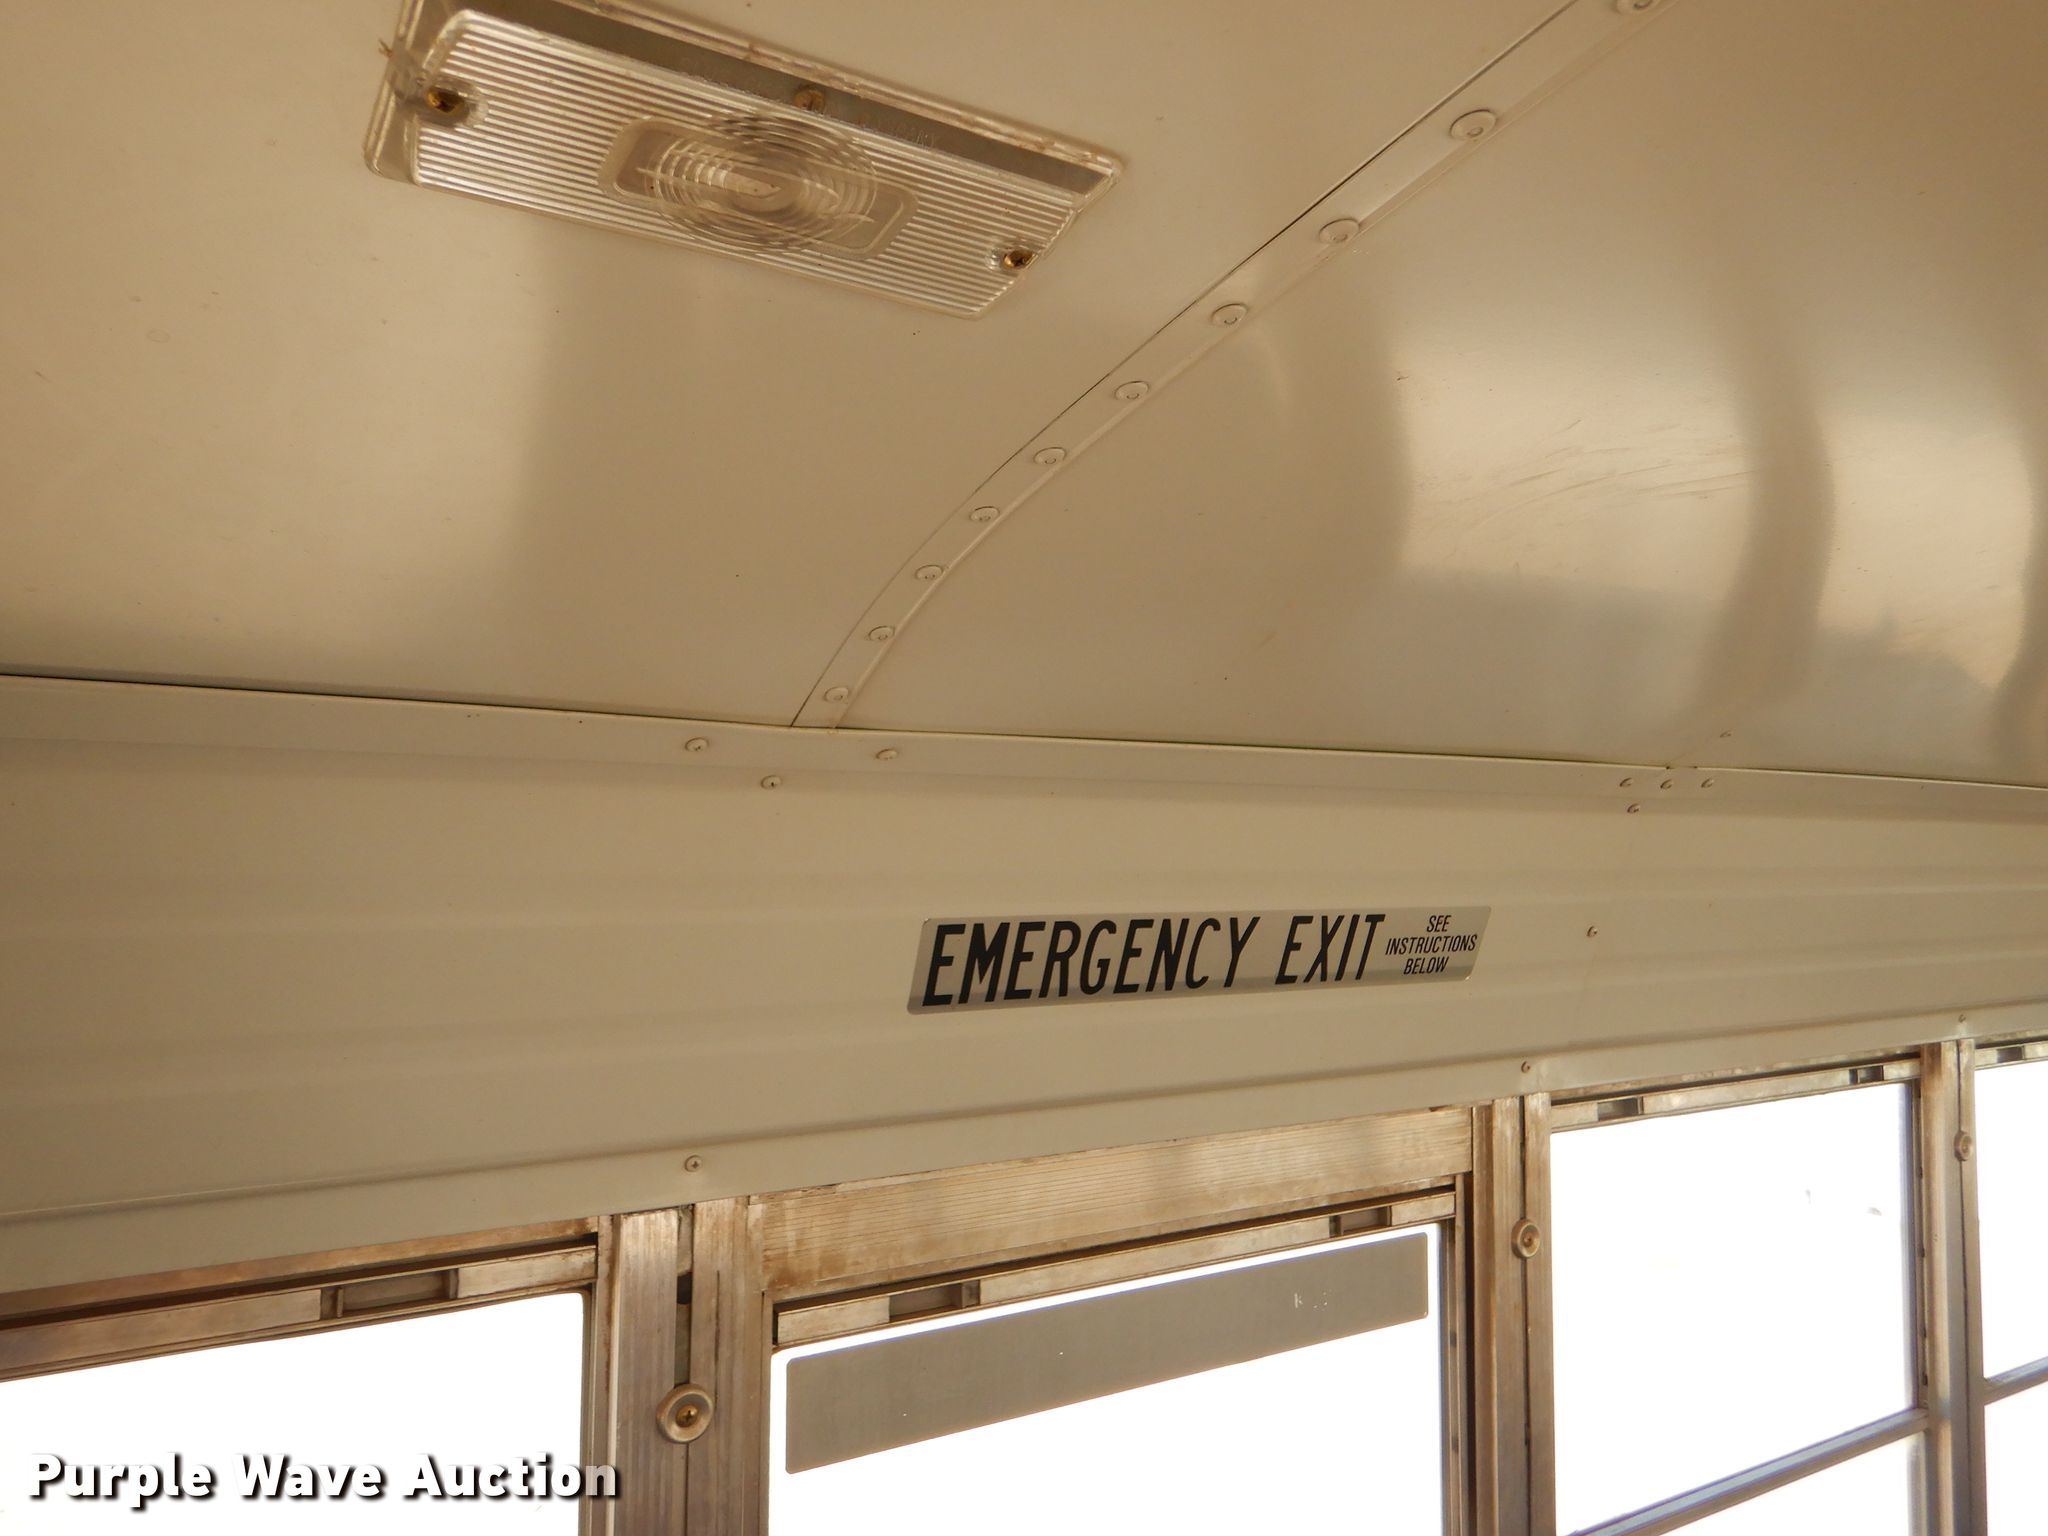 EMERGENCY EXIT
SEE
INSTRUCTIONS
BELOW
Purple Wave Auction